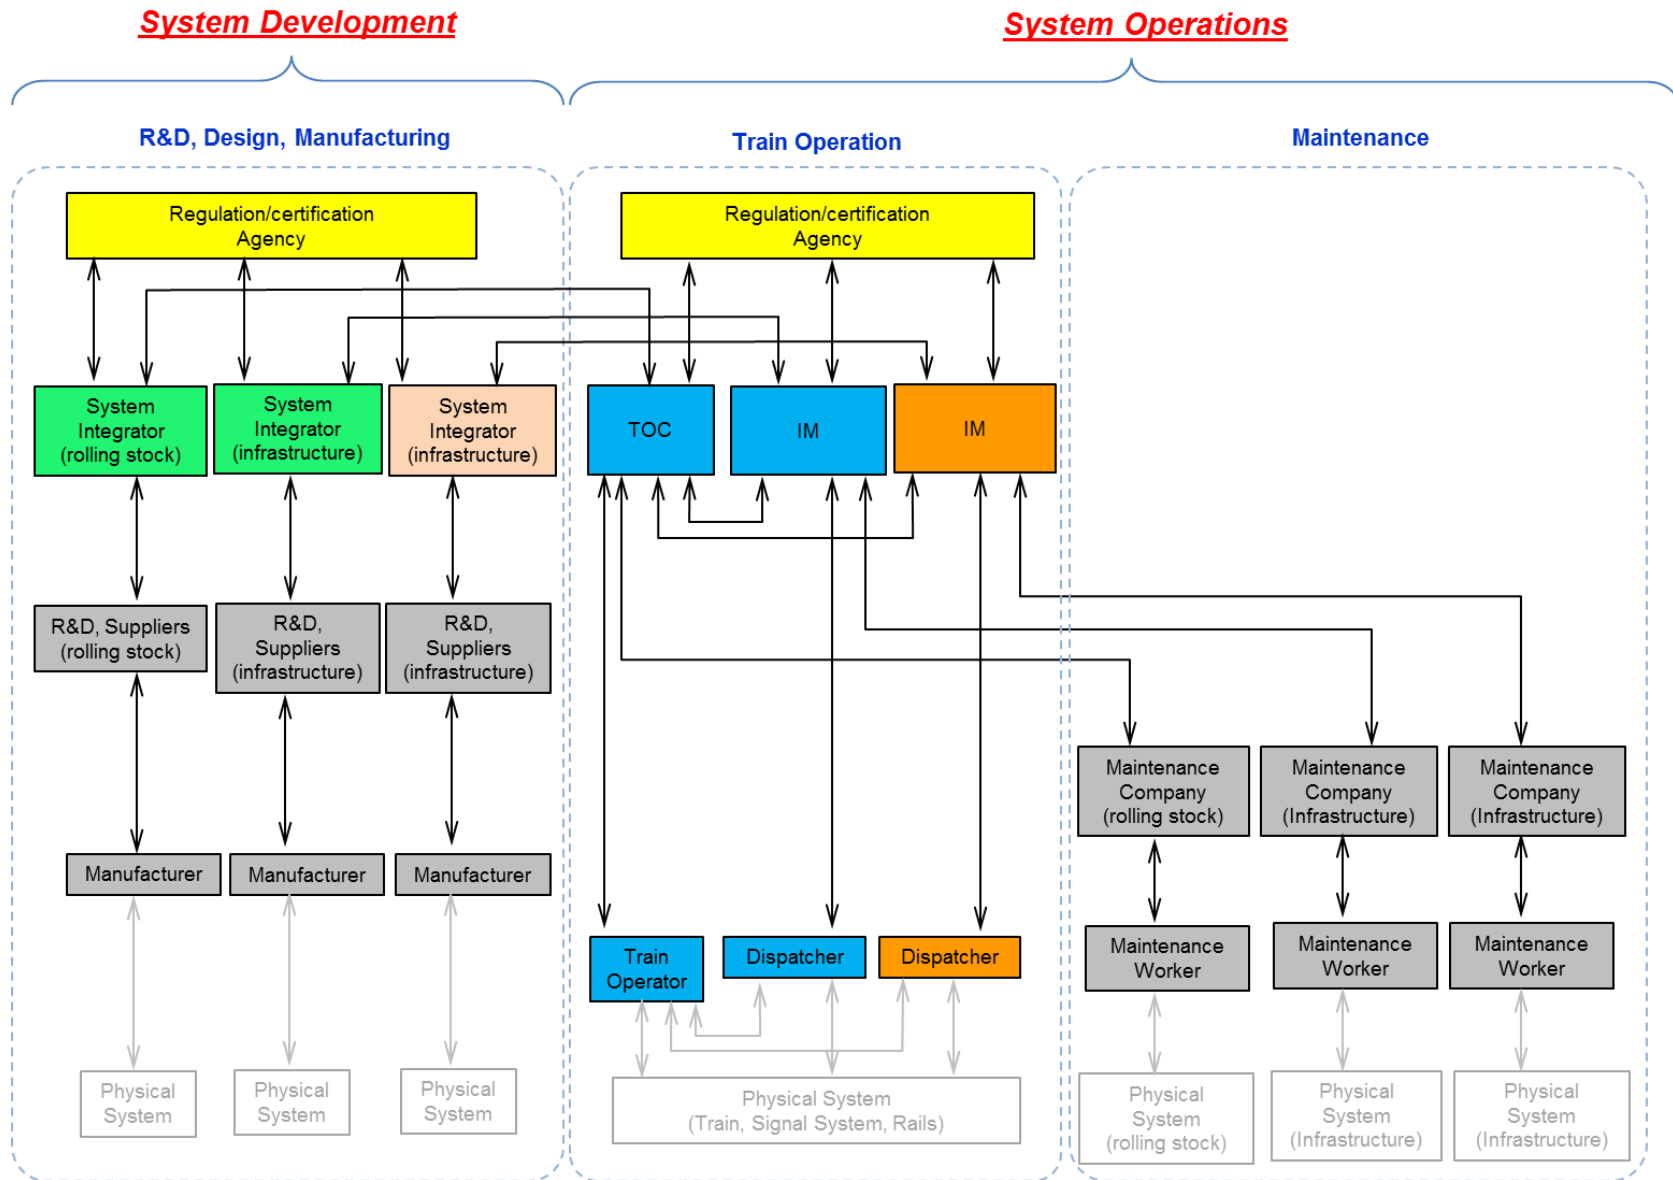 System Development
System Operations
R&D, Design, Manufacturing
Train Operation
Maintenance
Regulation/certification
Agency
Regulation/certification
Agency
System
Integrator
(rolling stock)
System
Integrator
(infrastructure)
System
Integrator
(infrastructure)
TOC
IM
IM
R&D, Suppliers
(rolling stock)
R&D,
Suppliers
(infrastructure)
R&D,
Suppliers
(infrastructure)
Maintenance
Company
(rolling stock)
Maintenance
Company
(Infrastructure)
Maintenance
Company
(Infrastructure)
Manufacturer
Manufacturer
Manufacturer
Train
Operator
Dispatcher
Dispatcher
Maintenance
Worker
Maintenance
Worker
Maintenance
Worker
Physical
System
Physical
System
Physical
System
Physical System
(Train, Signal System, Rails)
Physical
System
(rolling stock)
Physical
System
(Infrastructure)
Physical
System
(Infrastructure)